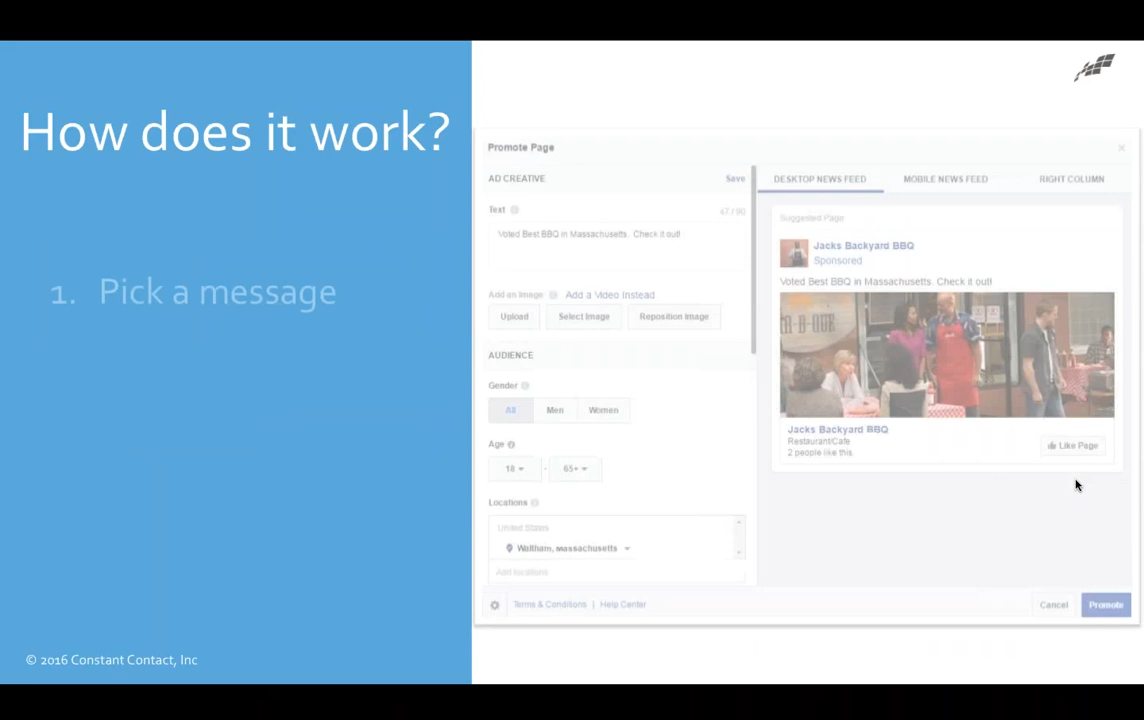 How does it work?
1. Pick a message
© 2016 Constant Contact, Inc
Promote Page
AD CREATIVE
Save
Text
67 / 90
Voted Best BBQ in Massachusetts. Check it out!
Add an Image
Add a Video Instead
Upload
Select Image
Reposition Image
AUDIENCE
Gender
All
Men
Women
Age
18 - 65+
Locations
United States
Waltham, Massachusetts
Add locations
Terms & Conditions | Help Center
Cancel
Promote
DESKTOP NEWS FEED
MOBILE NEWS FEED
RIGHT COLUMN
Suggested Page
Jacks Backyard BBQ
Sponsored
Voted Best BBQ in Massachusetts. Check it out!
R-B-QUE
Jacks Backyard BBQ
Restaurant/Cafe
2 people like this.
Like Page